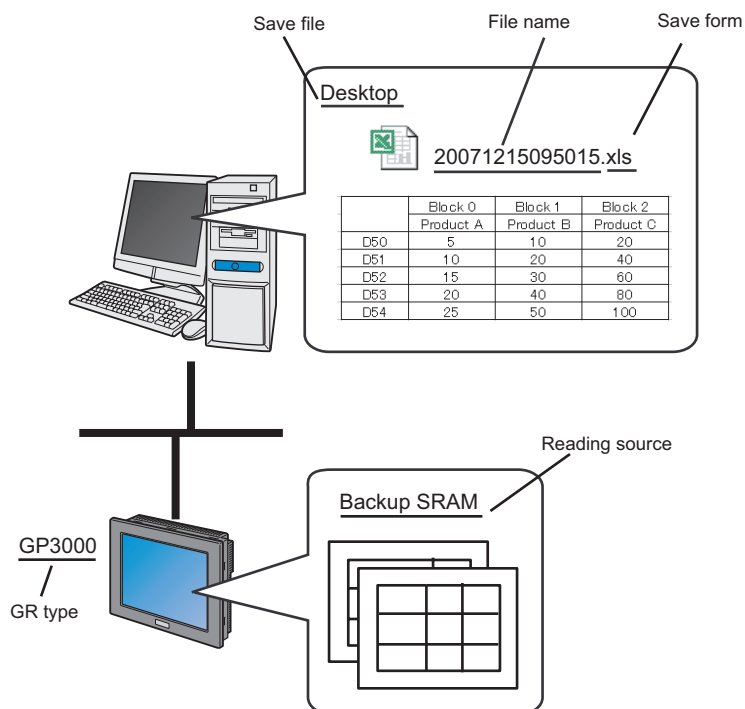 Save file File name Save form
Desktop
20071215095015.xls
Block 0 Block 1 Block 2
Product A Product B Product C
D50 5 10 20
D51 10 20 40
D52 15 30 60
D53 20 40 80
D54 25 50 100
Reading source
Backup SRAM
GP3000
GR type